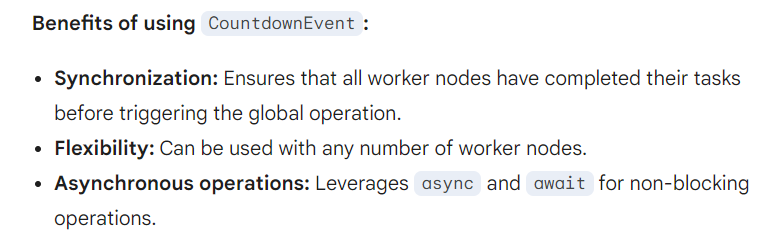 Benefits of using CountdownEvent:
• Synchronization: Ensures that all worker nodes have completed their tasks
before triggering the global operation.
• Flexibility: Can be used with any number of worker nodes.
• Asynchronous operations: Leverages async and await for non-blocking
operations.